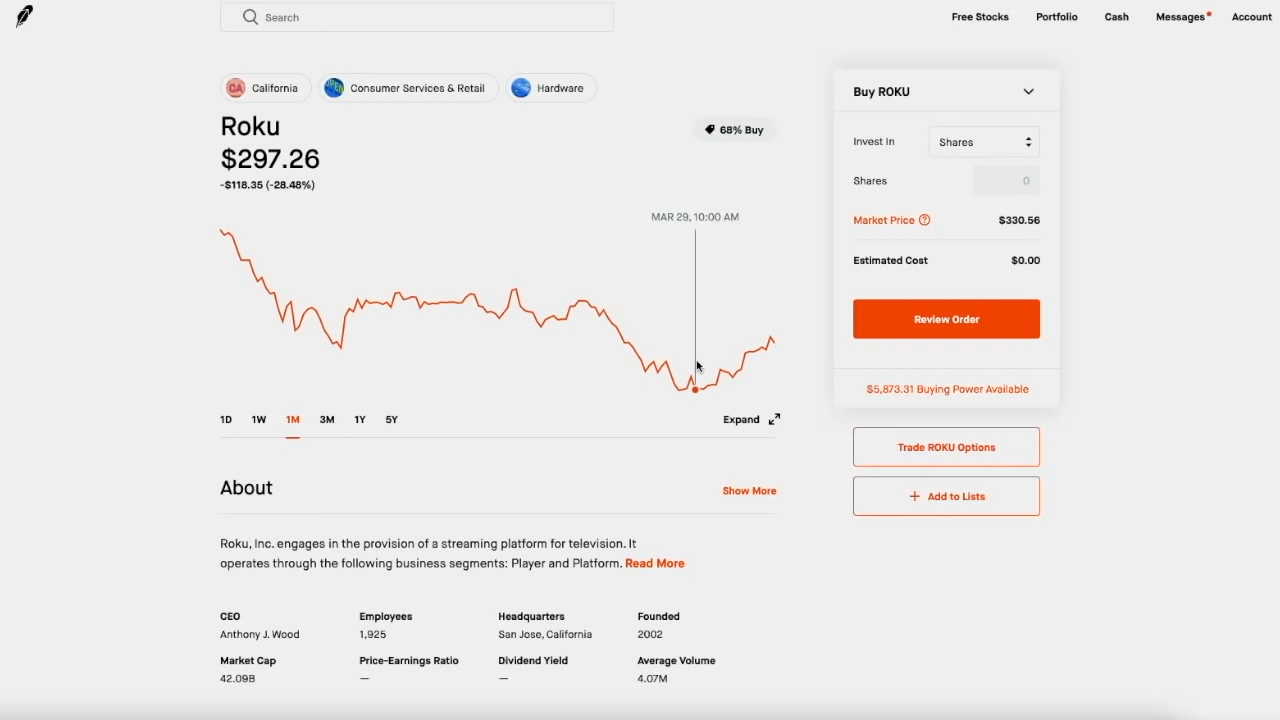 Search
Free Stocks Portfolio Cash Messages Account
California Consumer Services & Retail Hardware
Roku
$297.26
-$118.35 (-28.48%)
68% Buy
MAR 29, 10:00 AM
1D 1W 1M 3M 1Y 5Y
Expand
About
Show More
Roku, Inc. engages in the provision of a streaming platform for television. It
operates through the following business segments: Player and Platform. Read More
CEO Employees Headquarters Founded
Anthony J. Wood 1,925 San Jose, California 2002
Market Cap Price-Earnings Ratio Dividend Yield Average Volume
42.09B — — 4.07M
Buy ROKU
Invest In Shares
Shares 0
Market Price ? $330.56
Estimated Cost $0.00
Review Order
$5,873.31 Buying Power Available
Trade ROKU Options
+ Add to Lists